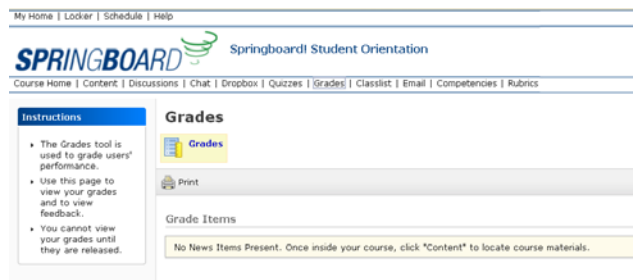 My Home | Locker | Schedule | Help
SPRINGBOARD
Springboard! Student Orientation
Course Home | Content | Discussions | Chat | Dropbox | Quizzes | Grades | Classlist | Email | Competencies | Rubrics
Instructions
The Grades tool is
used to grade users'
performance.
Use this page to
view your grades
and to view
feedback.
You cannot view
your grades until
they are released.
Grades
Grades
Print
Grade Items
No News Items Present. Once inside your course, click "Content" to locate course materials.